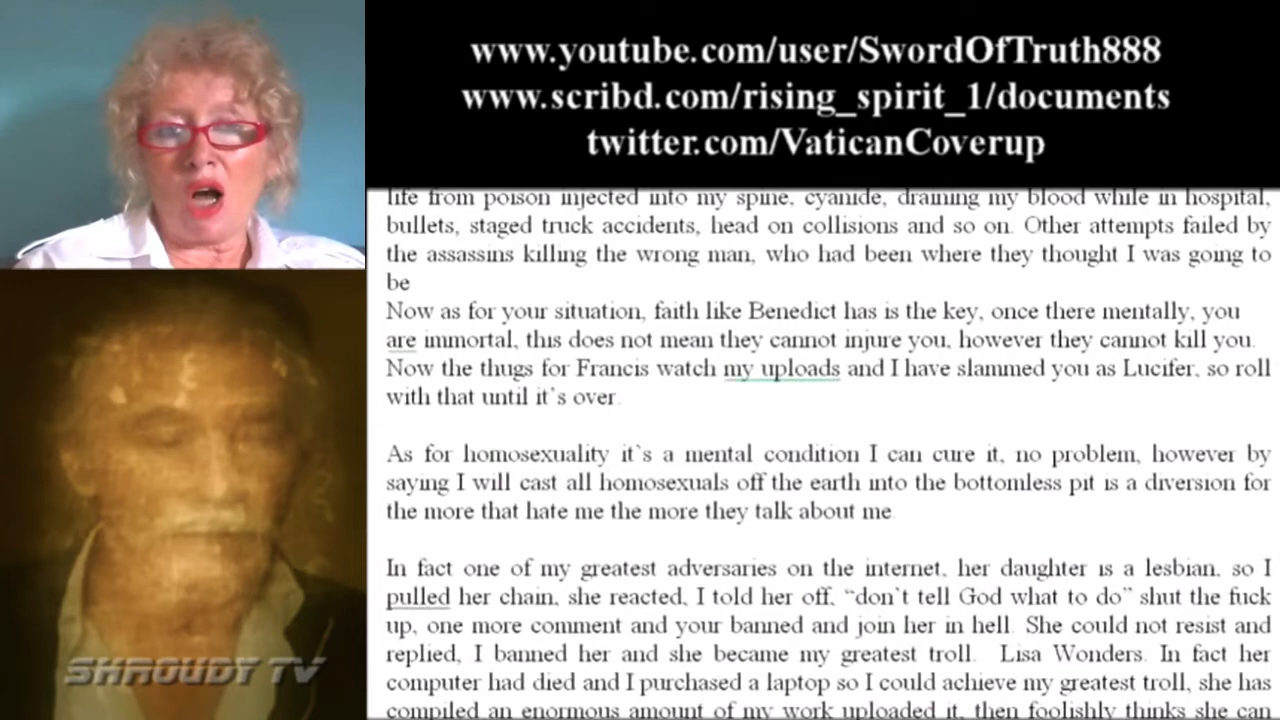 www.youtube.com/user/SwordOfTruth888
www.scribd.com/rising_spirit_1/documents
twitter.com/VaticanCoverup
life from poison injected into my spine, cyanide, draining my blood while in hospital,
bullets, staged truck accidents, head on collisions and so on. Other attempts failed by
the assassins killing the wrong man, who had been where they thought I was going to
be
Now as for your situation, faith like Benedict has is the key, once there mentally, you
are immortal, this does not mean they cannot injure you, however they cannot kill you.
Now the thugs for Francis watch my uploads and I have slammed you as Lucifer, so roll
with that until it`s over.
As for homosexuality it`s a mental condition I can cure it, no problem, however by
saying I will cast all homosexuals off the earth into the bottomless pit is a diversion for
the more that hate me the more they talk about me.
In fact one of my greatest adversaries on the internet, her daughter is a lesbian, so I
pulled her chain, she reacted, I told her off, “don`t tell God what to do” shut the fuck
up, one more comment and your banned and join her in hell. She could not resist and
replied, I banned her and she became my greatest troll. Lisa Wonders. In fact her
computer had died and I purchased a laptop so I could achieve my greatest troll, she has
compiled an enormous amount of my work uploaded it, then foolishly thinks she can
SHROUDY TV